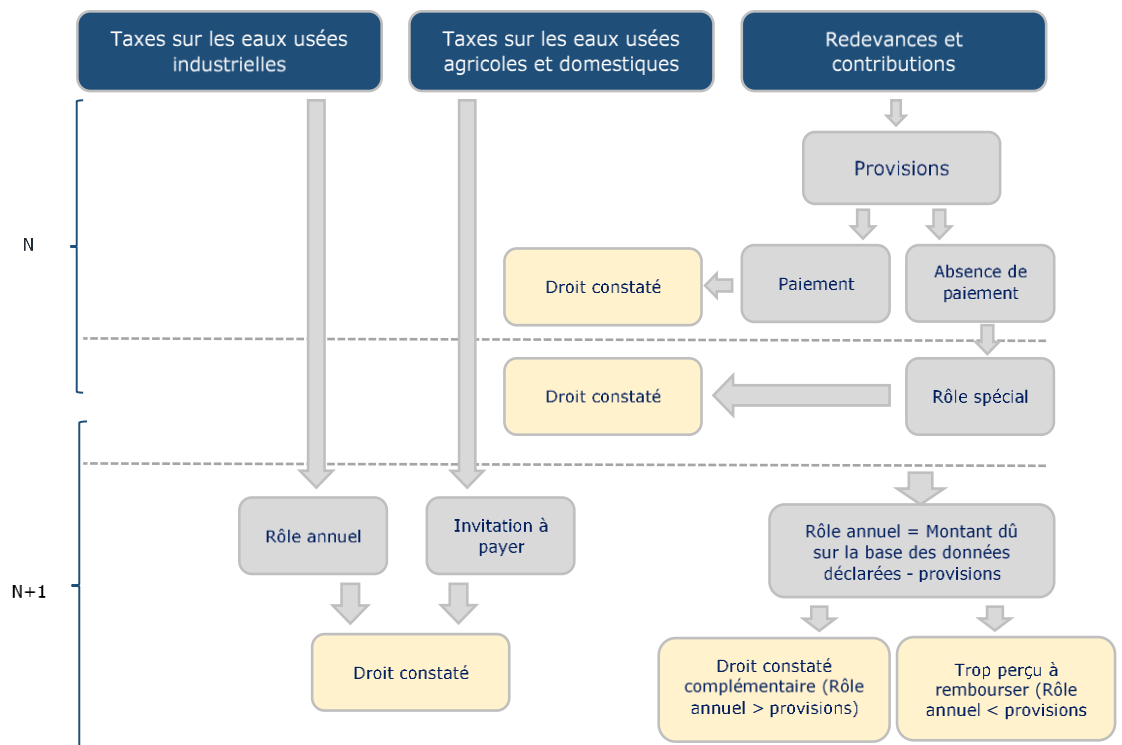 Taxes sur les eaux usées
industrielles
Taxes sur les eaux usées
agricoles et domestiques
Redevances et
contributions
Provisions
N
Droit constaté
Paiement
Absence de
paiement
Droit constaté
Rôle spécial
Rôle annuel
Invitation à
payer
Rôle annuel = Montant dû
sur la base des données
déclarées - provisions
N+1
Droit constaté
Droit constaté
complémentaire (Rôle
annuel > provisions)
Trop perçu à
rembourser (Rôle
annuel < provisions